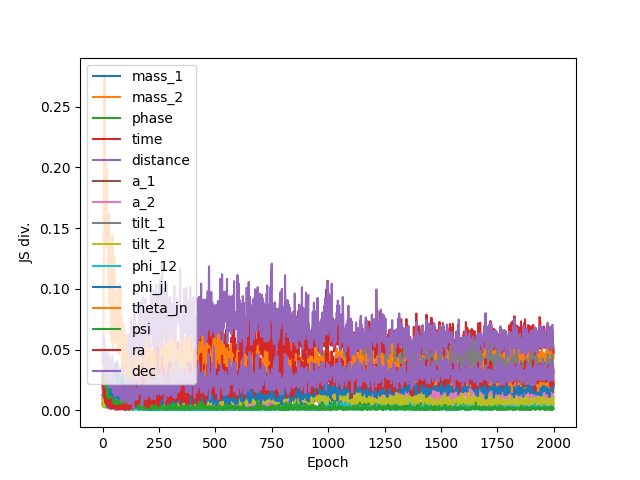 mass_1
mass_2
phase
time
distance
a_1
a_2
tilt_1
tilt_2
phi_12
phi_jl
theta_jn
psi
ra
dec
0.25
0.20
0.15
0.10
0.05
0.00
JS div.
0 250 500 750 1000 1250 1500 1750 2000
Epoch